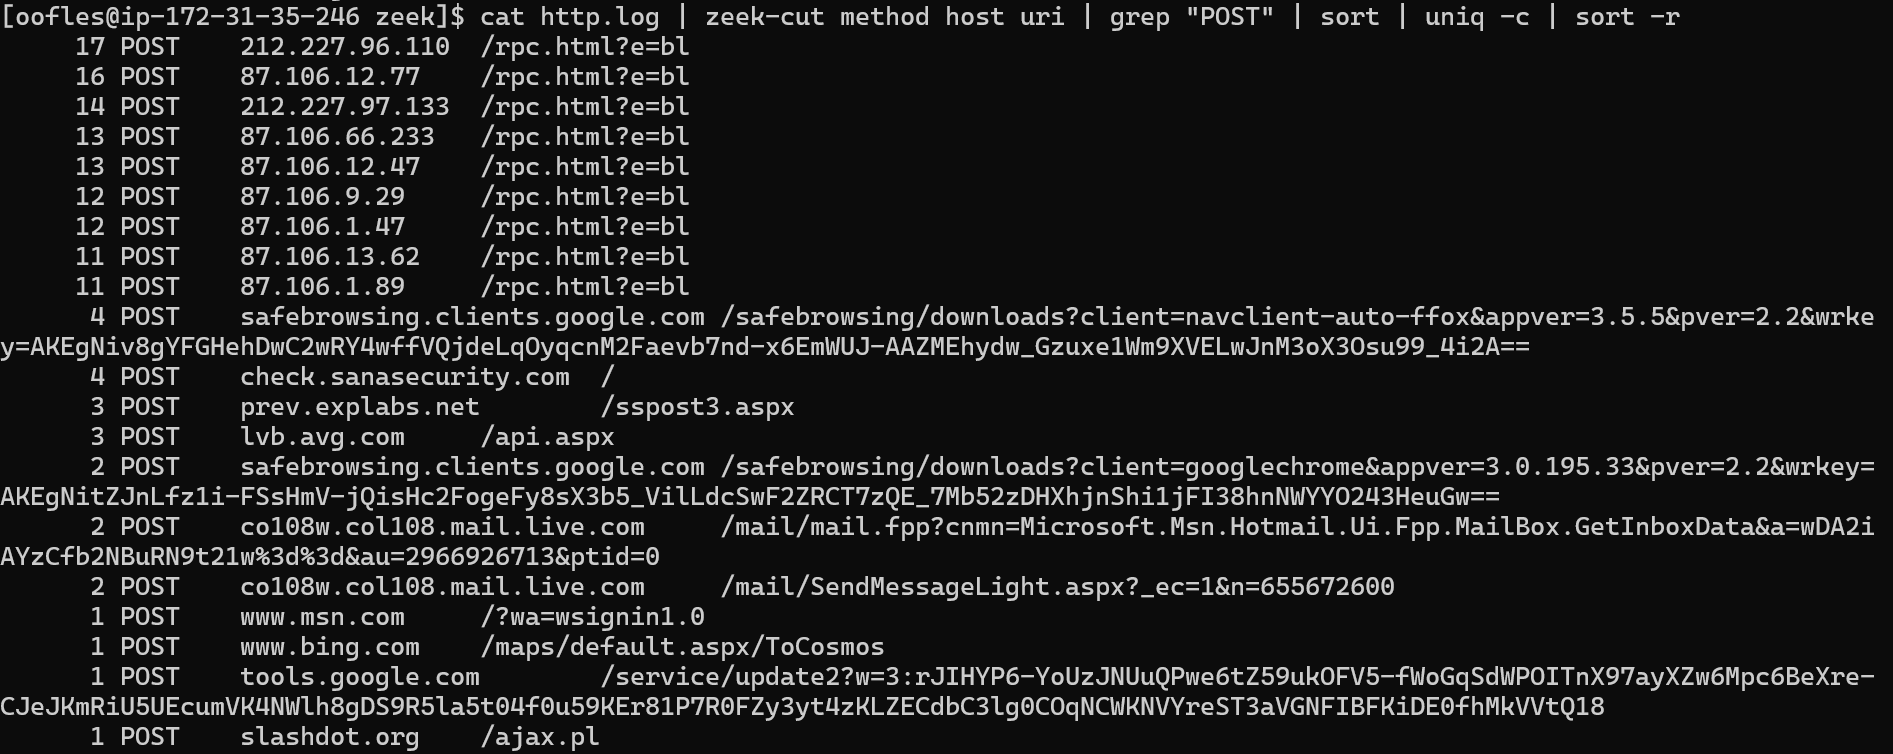 [oofles@ip-172-31-35-246 zeek]$ cat http.log | zeek-cut method host uri | grep "POST" | sort | uniq -c | sort -r
17 POST 212.227.96.110 /rpc.html?e=bl
16 POST 87.106.12.77 /rpc.html?e=bl
14 POST 212.227.97.133 /rpc.html?e=bl
13 POST 87.106.66.233 /rpc.html?e=bl
13 POST 87.106.12.47 /rpc.html?e=bl
12 POST 87.106.9.29 /rpc.html?e=bl
12 POST 87.106.1.47 /rpc.html?e=bl
11 POST 87.106.13.62 /rpc.html?e=bl
11 POST 87.106.1.89 /rpc.html?e=bl
4 POST safebrowsing.clients.google.com /safebrowsing/downloads?client=navclient-auto-ffox&appver=3.5.5&pver=2.2&wrke
y=AKEgNiv8gYFGHehDwC2wRY4wffVQjdeLqOyqcnM2Faevb7nd-x6EmWUJ-AAZMEhydw_Gzuxe1Wm9XVELwJnM3oX3Osu99_4i2A==
4 POST check.sanasecurity.com /
3 POST prev.explabs.net /sspost3.aspx
3 POST lvb.avg.com /api.aspx
2 POST safebrowsing.clients.google.com /safebrowsing/downloads?client=googlechrome&appver=3.0.195.33&pver=2.2&wrkey=
AKEgNitZJnLfz1i-FSsHmV-jQisHc2FogeFy8sX3b5_VilLdcSwF2ZRCT7zQE_7Mb52zDHXhjnShi1jFI38hnNWYYO243HeuGw==
2 POST co108w.col108.mail.live.com /mail/mail.fpp?cnmn=Microsoft.Msn.Hotmail.Ui.Fpp.MailBox.GetInboxData&a=wDA2i
AYzCfb2NBuRN9t21w%3d%3d&au=2966926713&ptid=0
2 POST co108w.col108.mail.live.com /mail/SendMessageLight.aspx?_ec=1&n=655672600
1 POST www.msn.com /?wa=wsignin1.0
1 POST www.bing.com /maps/default.aspx/ToCosmos
1 POST tools.google.com /service/update2?w=3:rJIHYP6-YoUzJNUuQPwe6tZ59ukOFV5-fWoGqSdWPOITnX97ayXZw6Mpc6BeXre-
CJeJKmRiU5UEcumVK4NWlh8gDS9R5la5t04f0u59KEr81P7R0FZy3yt4zKLZECdbC3lg0COqNCWKNVYreST3aVGNFIBFKiDE0fhMkVVtQ18
1 POST slashdot.org /ajax.pl